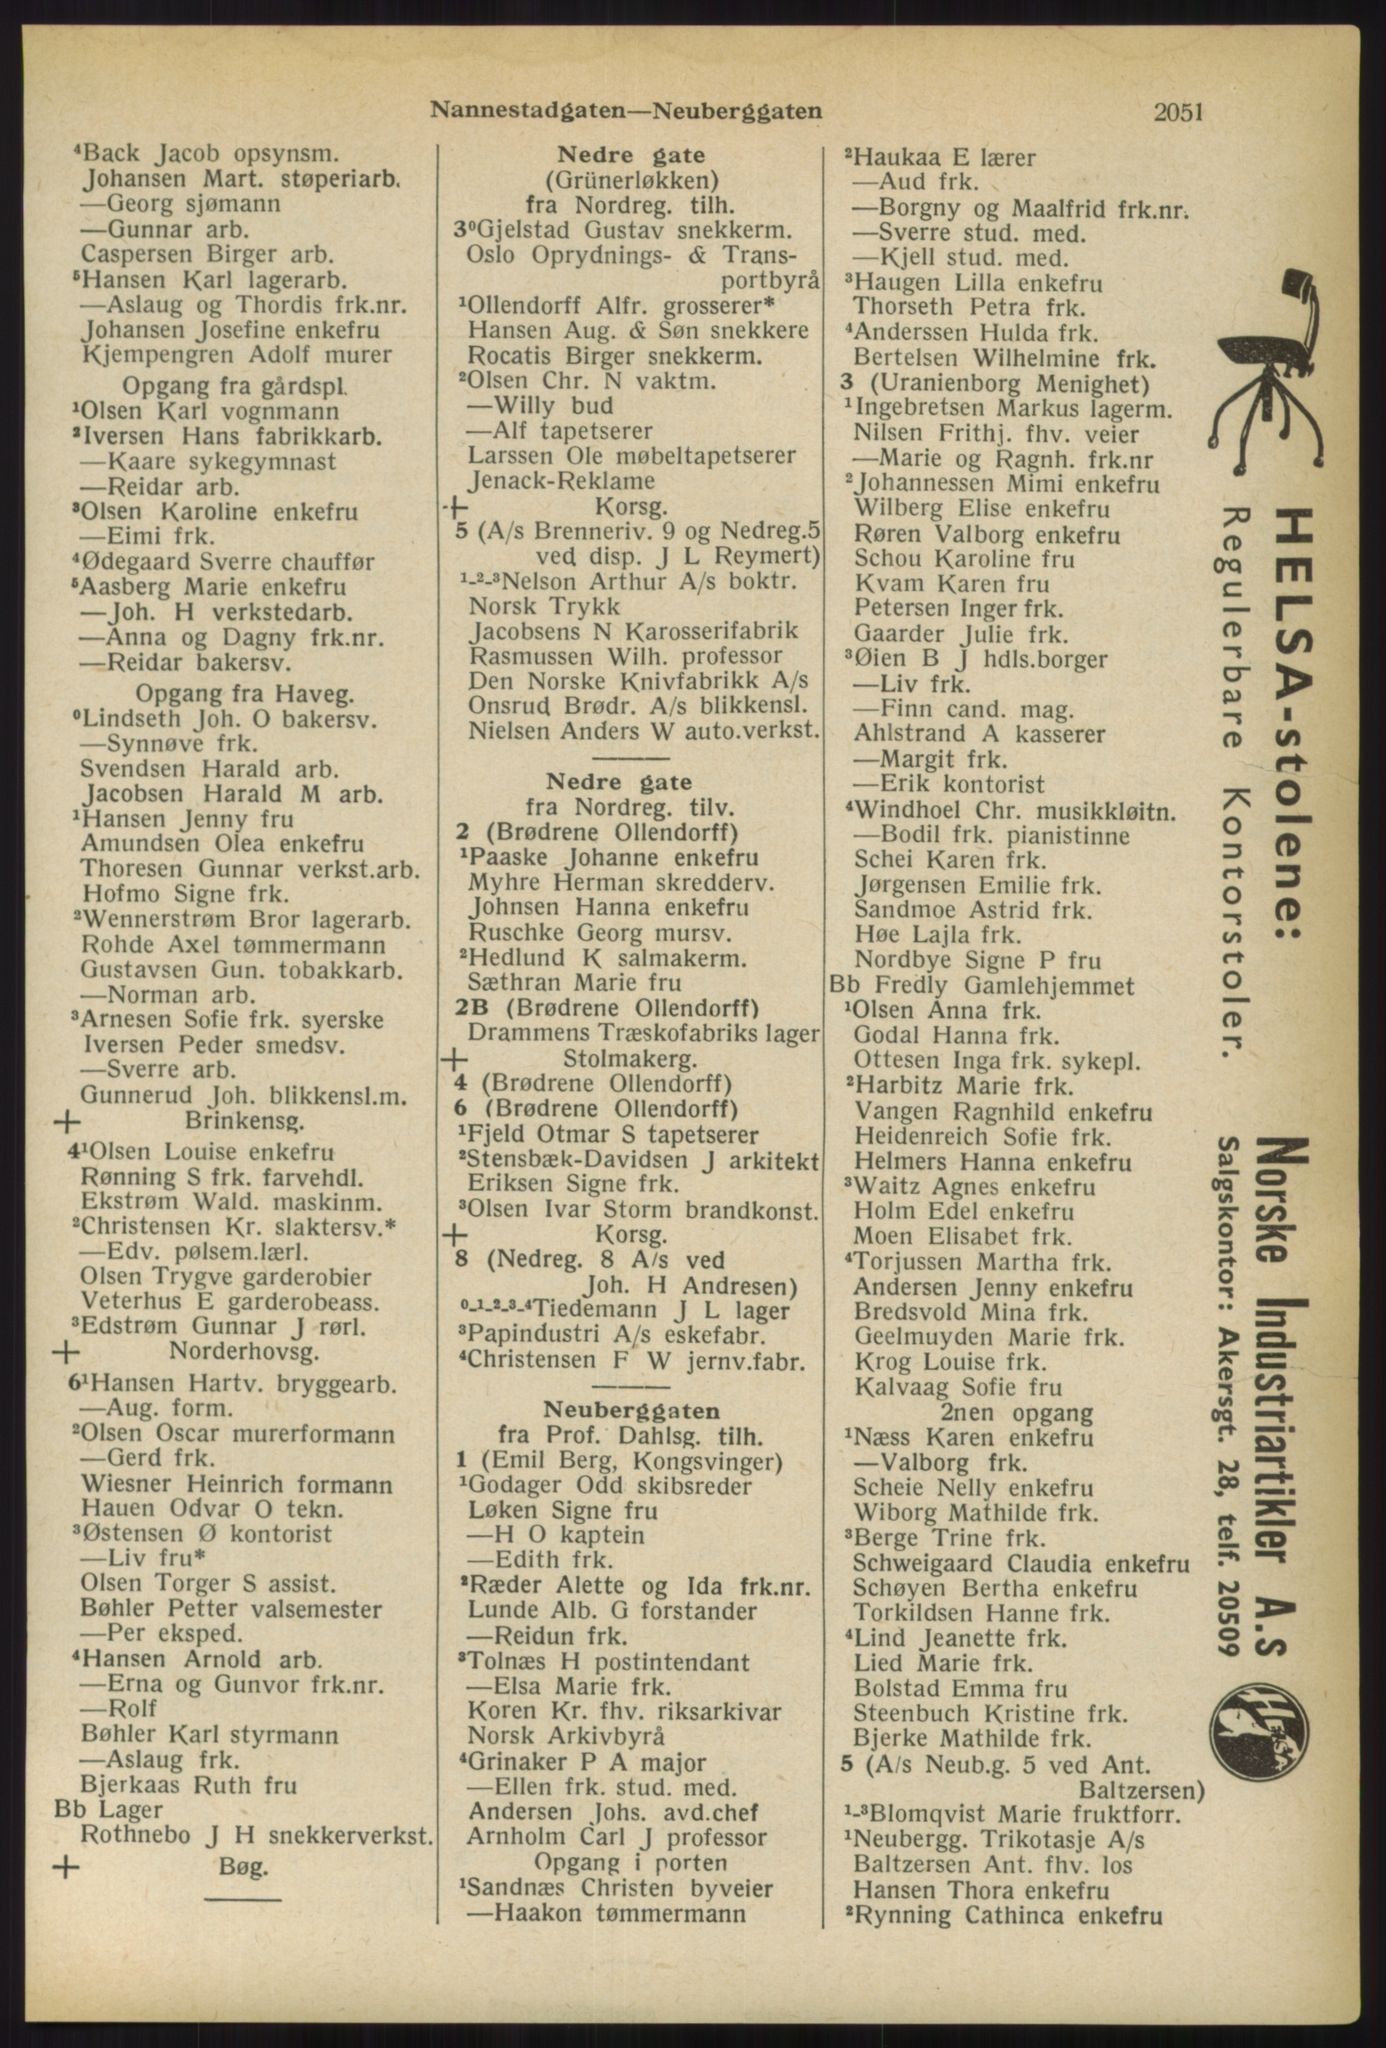 Nannestadgaten—Neuberggaten
2051
⁴Back Jacob opsynsm.
Johansen Mart. støperiarb.
—Georg sjømann
—Gunnar arb.
Caspersen Birger arb.
⁵Hansen Karl lagerarb.
—Aslaug og Thordis frk.nr.
Johansen Josefine enkefru
Kjempengren Adolf murer
Opgang fra gårdspl.
¹Olsen Karl vognmann
²Iversen Hans fabrikkarb.
—Kaare sykegymnast
—Reidar arb.
³Olsen Karoline enkefru
—Eimi frk.
⁴Ødegaard Sverre chauffør
⁵Aasberg Marie enkefru
—Joh. H verkstedarb.
—Anna og Dagny frk.nr.
—Reidar bakersv.
Opgang fra Haveg.
⁰Lindseth Joh. O bakersv.
—Synnøve frk.
Svendsen Harald arb.
Jacobsen Harald M arb.
¹Hansen Jenny fru
Amundsen Olea enkefru
Thoresen Gunnar verkst.arb.
Hofmo Signe frk.
²Wennerstrøm Bror lagerarb.
Rohde Axel tømmermann
Gustavsen Gun. tobakkarb.
—Norman arb.
³Arnesen Sofie frk. syerske
Iversen Peder smedsv.
—Sverre arb.
Gunnerud Joh. blikkensl.m.
+ Brinkensg.
4¹Olsen Louise enkefru
Rønning S frk. farvehdl.
Ekstrøm Wald. maskinm.
²Christensen Kr. slaktersv.*
—Edv. pølsem.lærl.
Olsen Trygve garderobier
Veterhus E garderobeass.
³Edstrøm Gunnar J rørl.
+ Norderhovsg.
6¹Hansen Hartv. bryggearb.
—Aug. form.
²Olsen Oscar murerformann
—Gerd frk.
Wiesner Heinrich formann
Hauen Odvar O tekn.
³Østensen Ø kontorist
—Liv fru*
Olsen Torger S assist.
Bøhler Petter valsemester
—Per eksped.
⁴Hansen Arnold arb.
—Erna og Gunvor frk.nr.
—Rolf
Bøhler Karl styrmann
—Aslaug frk.
Bjerkaas Ruth fru
Bb Lager
Rothnebo J H snekkerverkst.
+ Bøg.
Nedre gate
(Grünerløkken)
fra Nordreg. tilh.
3⁰Gjelstad Gustav snekkerm.
Oslo Oprydnings- & Trans-
portbyrå
¹Ollendorff Alfr. grosserer*
Hansen Aug. & Søn snekkere
Rocatis Birger snekkerm.
²Olsen Chr. N vaktm.
—Willy bud
—Alf tapetserer
Larssen Ole møbeltapetserer
Jenack-Reklame
+ Korsg.
5 (A/s Brenneriv. 9 og Nedreg.5
ved disp. J L Reymert)
¹-²-³Nelson Arthur A/s boktr.
Norsk Trykk
Jacobsens N Karosserifabrik
Rasmussen Wilh. professor
Den Norske Knivfabrikk A/s
Onsrud Brødr. A/s blikkensl.
Nielsen Anders W auto.verkst.
Nedre gate
fra Nordreg. tilv.
2 (Brødrene Ollendorff)
¹Paaske Johanne enkefru
Myhre Herman skredderv.
Johnsen Hanna enkefru
Ruschke Georg mursv.
²Hedlund K salmakerm.
Sæthran Marie fru
2B (Brødrene Ollendorff)
Drammens Træskofabriks lager
+ Stolmakerg.
4 (Brødrene Ollendorff)
6 (Brødrene Ollendorff)
¹Fjeld Otmar S tapetserer
²Stensbæk-Davidsen J arkitekt
Eriksen Signe frk.
³Olsen Ivar Storm brandkonst.
+ Korsg.
8 (Nedreg. 8 A/s ved
Joh. H Andresen)
⁰-¹-²-³-⁴Tiedemann J L lager
³Papindustri A/s eskefabr.
⁴Christensen F W jernv.fabr.
Neuberggaten
fra Prof. Dahlsg. tilh.
1 (Emil Berg, Kongsvinger)
¹Godager Odd skibsreder
Løken Signe fru
—H O kaptein
—Edith frk.
²Ræder Alette og Ida frk.nr.
Lunde Alb. G forstander
—Reidun frk.
³Tolnæs H postintendant
—Elsa Marie frk.
Koren Kr. fhv. riksarkivar
Norsk Arkivbyrå
⁴Grinaker P A major
—Ellen frk. stud. med.
Andersen Johs. avd.chef
Arnholm Carl J professor
Opgang i porten
¹Sandnæs Christen byveier
—Haakon tømmermann
²Haukaa E lærer
—Aud frk.
—Borgny og Maalfrid frk.nr.
—Sverre stud. med.
—Kjell stud. med.
³Haugen Lilla enkefru
Thorseth Petra frk.
⁴Anderssen Hulda frk.
Bertelsen Wilhelmine frk.
3 (Uranienborg Menighet)
¹Ingebretsen Markus lagerm.
Nilsen Frithj. fhv. veier
—Marie og Ragnh. frk.nr
²Johannessen Mimi enkefru
Wilberg Elise enkefru
Røren Valborg enkefru
Schou Karoline fru
Kvam Karen fru
Petersen Inger frk.
Gaarder Julie frk.
³Øien B J hdls.borger
—Liv frk.
—Finn cand. mag.
Ahlstrand A kasserer
—Margit frk.
—Erik kontorist
⁴Windhoel Chr. musikkløitn.
—Bodil frk. pianistinne
Schei Karen frk.
Jørgensen Emilie frk.
Sandmoe Astrid frk.
Høe Lajla frk.
Nordbye Signe P fru
Bb Fredly Gamlehjemmet
¹Olsen Anna frk.
Godal Hanna frk.
Ottesen Inga frk. sykepl.
²Harbitz Marie frk.
Vangen Ragnhild enkefru
Heidenreich Sofie frk.
Helmers Hanna enkefru
³Waitz Agnes enkefru
Holm Edel enkefru
Moen Elisabet frk.
⁴Torjussen Martha frk.
Andersen Jenny enkefru
Bredsvold Mina frk.
Geelmuyden Marie frk.
Krog Louise frk.
Kalvaag Sofie fru
2nen opgang
¹Næss Karen enkefru
—Valborg frk.
Scheie Nelly enkefru
Wiborg Mathilde frk.
³Berge Trine frk.
Schweigaard Claudia enkefru
Schøyen Bertha enkefru
Torkildsen Hanne frk.
⁴Lind Jeanette frk.
Lied Marie frk.
Bolstad Emma fru
Steenbuch Kristine frk.
Bjerke Mathilde frk.
5 (A/s Neub.g. 5 ved Ant.
Baltzersen)
¹-³Blomqvist Marie fruktforr.
¹Neubergg. Trikotasje A/s
Baltzersen Ant. fhv. los
Hansen Thora enkefru
²Rynning Cathinca enkefru
HELSA-stolene:
Regulerbare Kontorstoler.
Norske Industriartikler A.s
Salgskontor: Akersgt. 28, telf. 20509